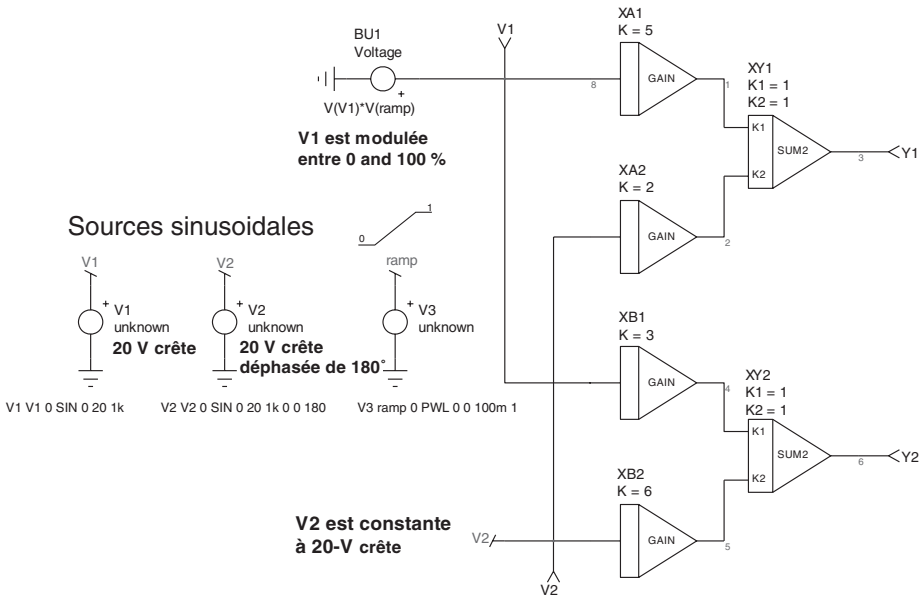 XA1
K = 5
BU1
Voltage
V1
GAIN
8
1
XY1
K1 = 1
K2 = 1
K1
SUM2
K2
3
Y1
V(V1)*V(ramp)
V1 est modulée
entre 0 and 100 %
XA2
K = 2
GAIN
2
Sources sinusoidales
0
1
V1
V2
ramp
V1
unknown
20 V crête
V2
unknown
20 V crête
déphasée de 180°
V3
unknown
XB1
K = 3
GAIN
4
XY2
K1 = 1
K2 = 1
K1
SUM2
K2
6
Y2
V1 V1 0 SIN 0 20 1k
V2 V2 0 SIN 0 20 1k 0 0 180
V3 ramp 0 PWL 0 0 100m 1
XB2
K = 6
GAIN
5
V2 est constante
à 20-V crête
V2
V2